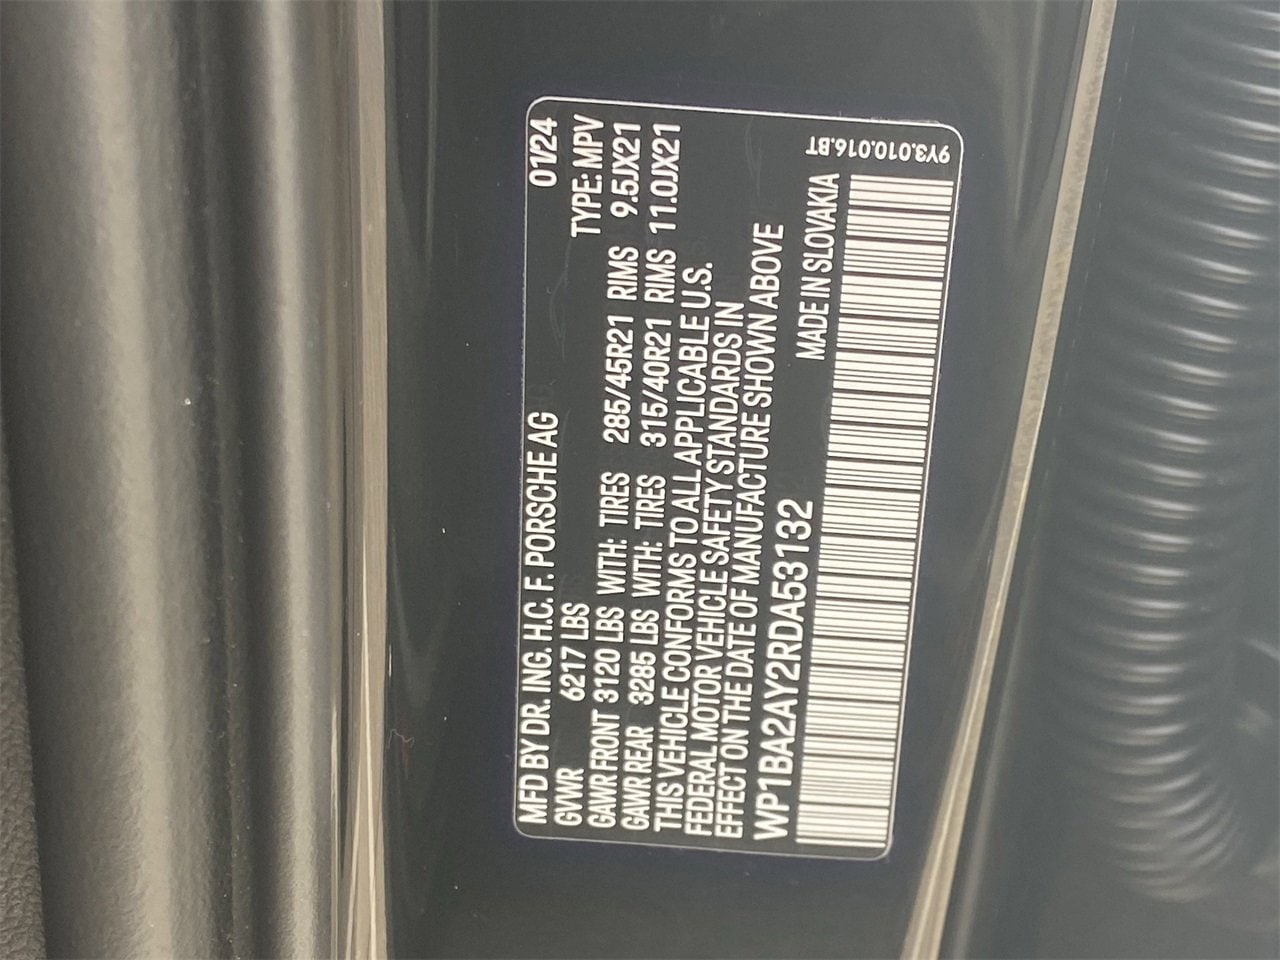 MFD BY DR. ING. H.C. F. PORSCHE AG 01/24
GVWR 6217 LBS TYPE: MPV
GAWR FRONT 3120 LBS WITH: TIRES 285/45R21 RIMS 9.5JX21
GAWR REAR 3285 LBS WITH: TIRES 315/40R21 RIMS 11.0JX21
THIS VEHICLE CONFORMS TO ALL APPLICABLE U.S.
FEDERAL MOTOR VEHICLE SAFETY STANDARDS IN
EFFECT ON THE DATE OF MANUFACTURE SHOWN ABOVE
WP1BA2AY2RDA53132 MADE IN SLOVAKIA
9Y3.010.016.BT